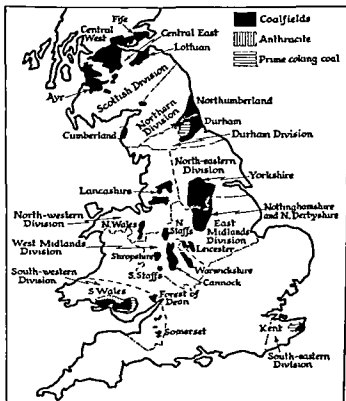 Fife
Central
West
Central East
Lothian
Ayr
Scottish Division
Coalfields
Anthracite
Prime coking coal
Northern
Division
Northumberland
Durham
Cumberland
Durham Division
North-eastern
Division
Yorkshire
Lancashire
Nottinghamshire
and N. Derbyshire
North-western
Division
N. Wales
N.
Staffs
East
Midlands
Division
West Midlands
Division
Leicester
Shropshire
S. Staffs
Warwickshire
Cannock
South-western
Division
S. Wales
Forest of
Dean
Somerset
Kent
South-eastern
Division